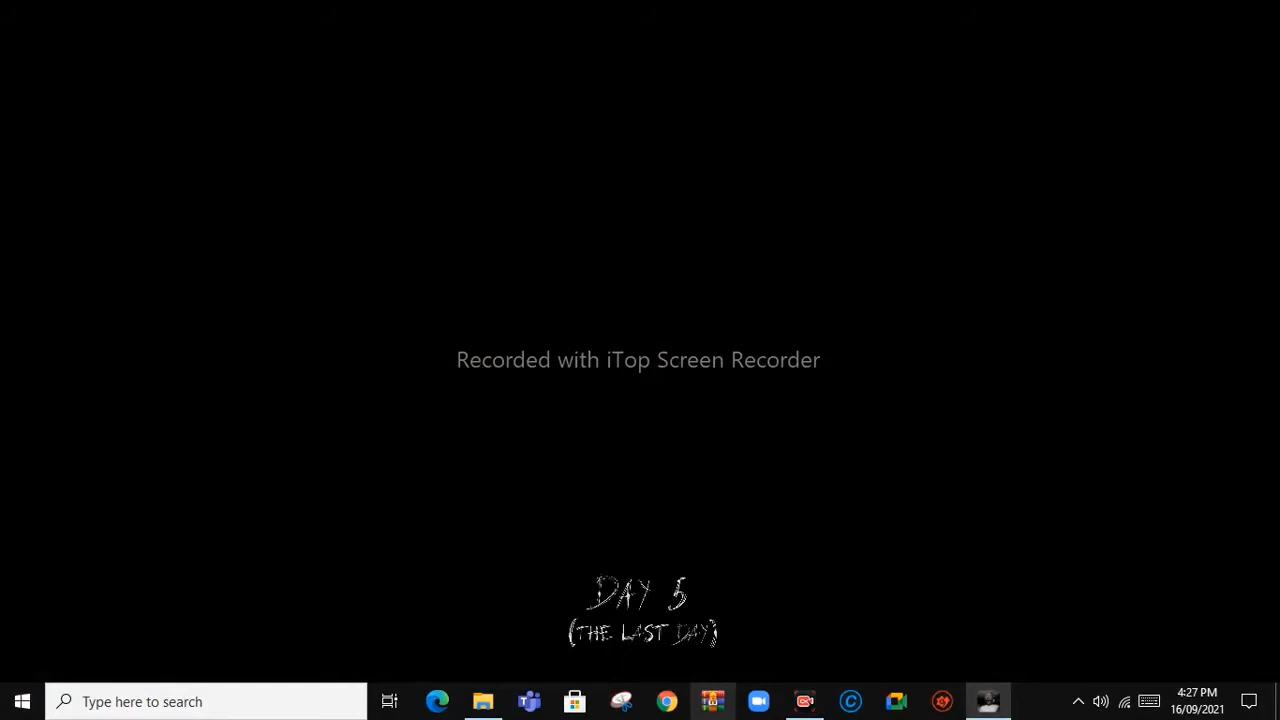 Recorded with iTop Screen Recorder
DAY 5
(THE LAST DAY)
Type here to search
4:27 PM
16/09/2021